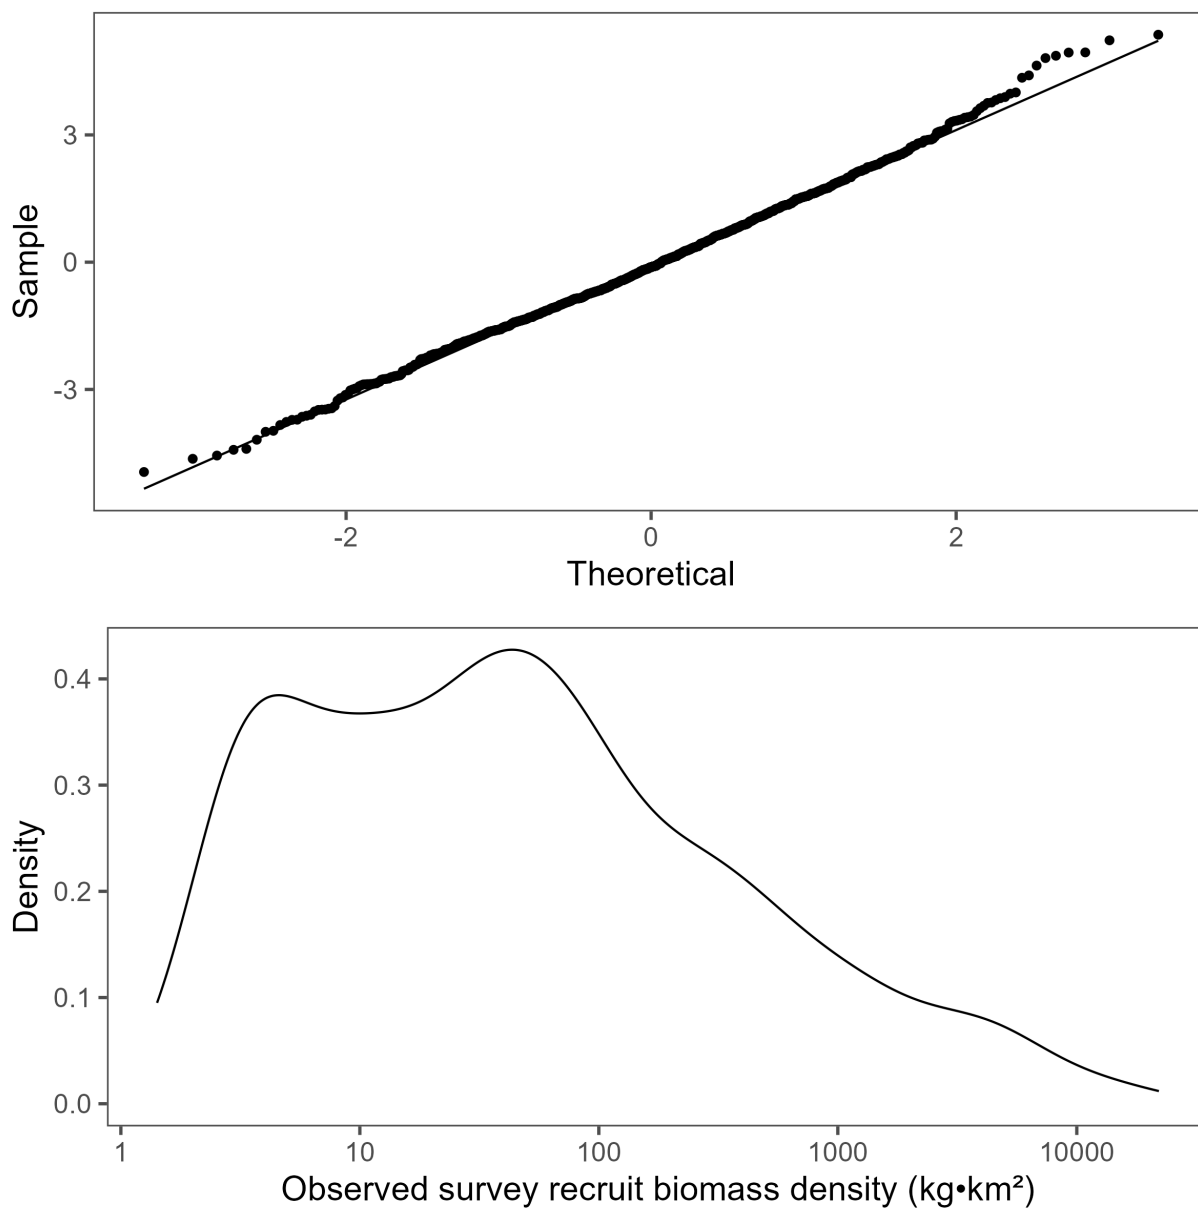 3
0
-3
Sample
-2 0 2
Theoretical
0.4
0.3
0.2
0.1
0.0
Density
1 10 100 1000 10000
Observed survey recruit biomass density (kg•km²)